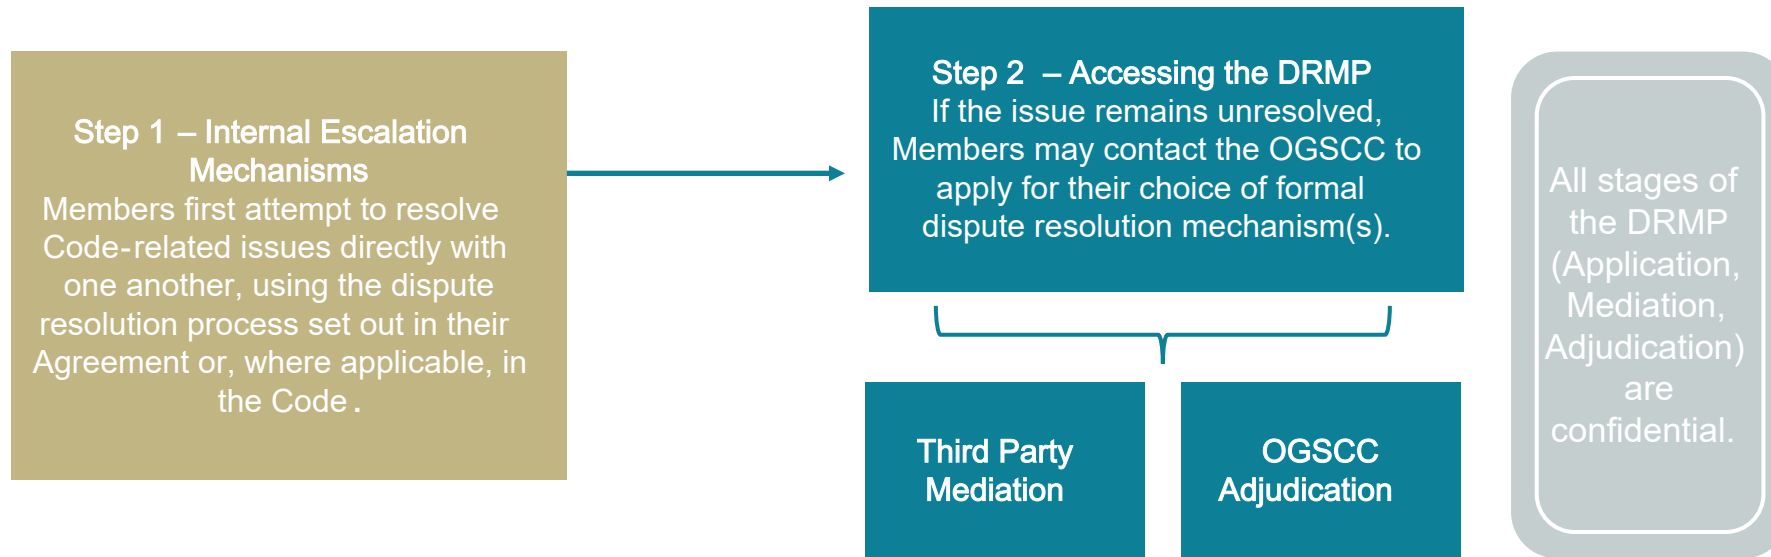 Step 1 – Internal Escalation
Mechanisms
Members first attempt to resolve
Code-related issues directly with
one another, using the dispute
resolution process set out in their
Agreement or, where applicable, in
the Code.
Step 2 – Accessing the DRMP
If the issue remains unresolved,
Members may contact the OGSCC to
apply for their choice of formal
dispute resolution mechanism(s).
Third Party
Mediation
OGSCC
Adjudication
All stages of
the DRMP
(Application,
Mediation,
Adjudication)
are
confidential.